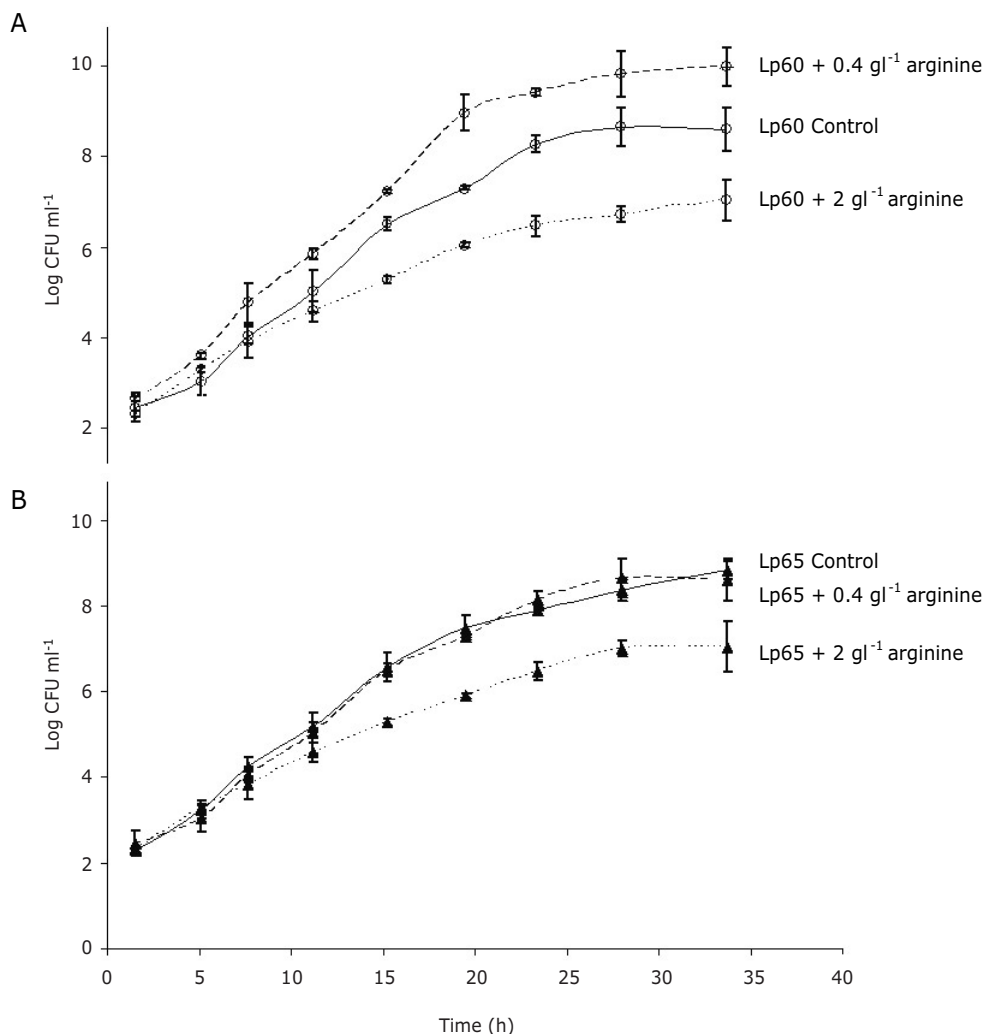 A
10
8
6
4
2
Log CFU ml⁻¹
Lp60 + 0.4 gl⁻¹ arginine
Lp60 Control
Lp60 + 2 gl⁻¹ arginine
B
10
8
6
4
2
0
Log CFU ml⁻¹
Lp65 Control
Lp65 + 0.4 gl⁻¹ arginine
Lp65 + 2 gl⁻¹ arginine
0 5 10 15 20 25 30 35 40
Time (h)